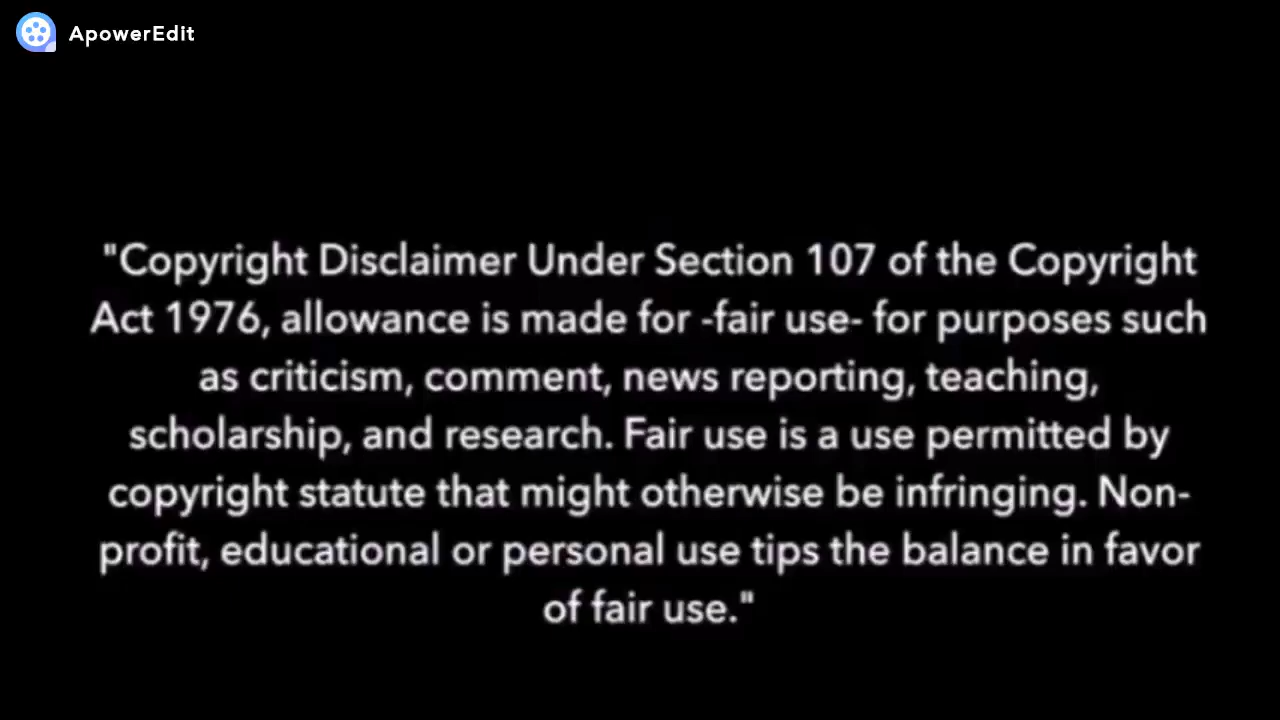 ApowerEdit
"Copyright Disclaimer Under Section 107 of the Copyright
Act 1976, allowance is made for -fair use- for purposes such
as criticism, comment, news reporting, teaching,
scholarship, and research. Fair use is a use permitted by
copyright statute that might otherwise be infringing. Non-
profit, educational or personal use tips the balance in favor
of fair use."